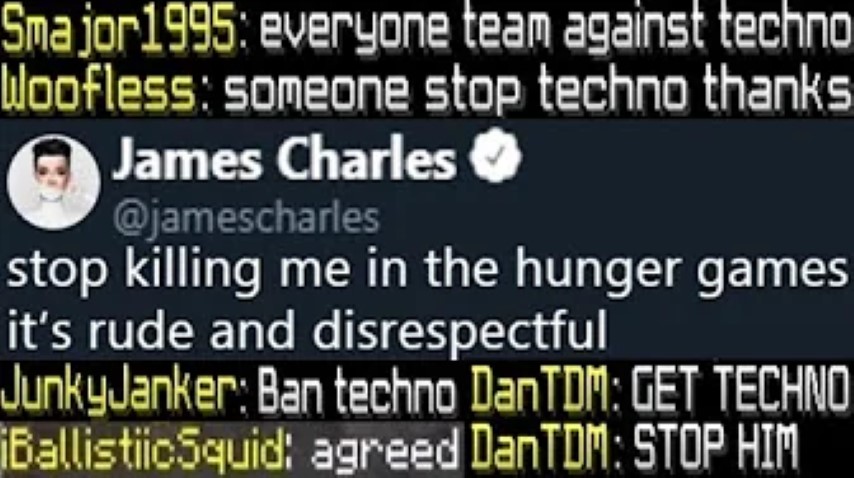 Smajor1995: everyone team against techno
Woofless: someone stop techno thanks
James Charles
@jamescharles
stop killing me in the hunger games
it's rude and disrespectful
JunkyJanker: Ban techno DanTDM: GET TECHNO
iBallistiicSquid: agreed DanTDM: STOP HIM